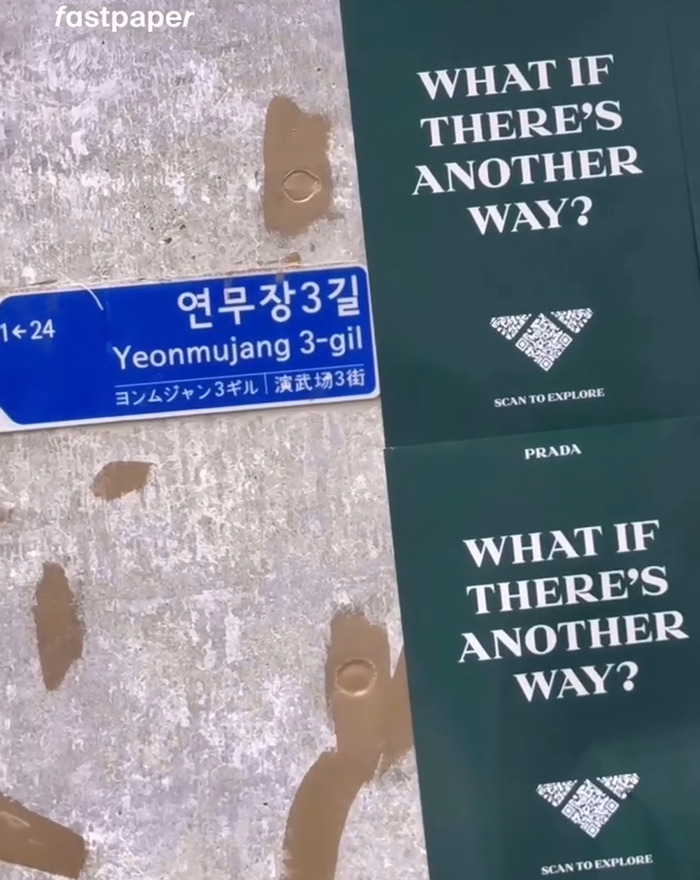 fastpaper
WHAT IF
THERE'S
ANOTHER
WAY?
SCAN TO EXPLORE
연무장3길
1←24
Yeonmujang 3-gil
ヨンムジャン3ギル | 演武场3街
PRADA
WHAT IF
THERE'S
ANOTHER
WAY?
SCAN TO EXPLORE